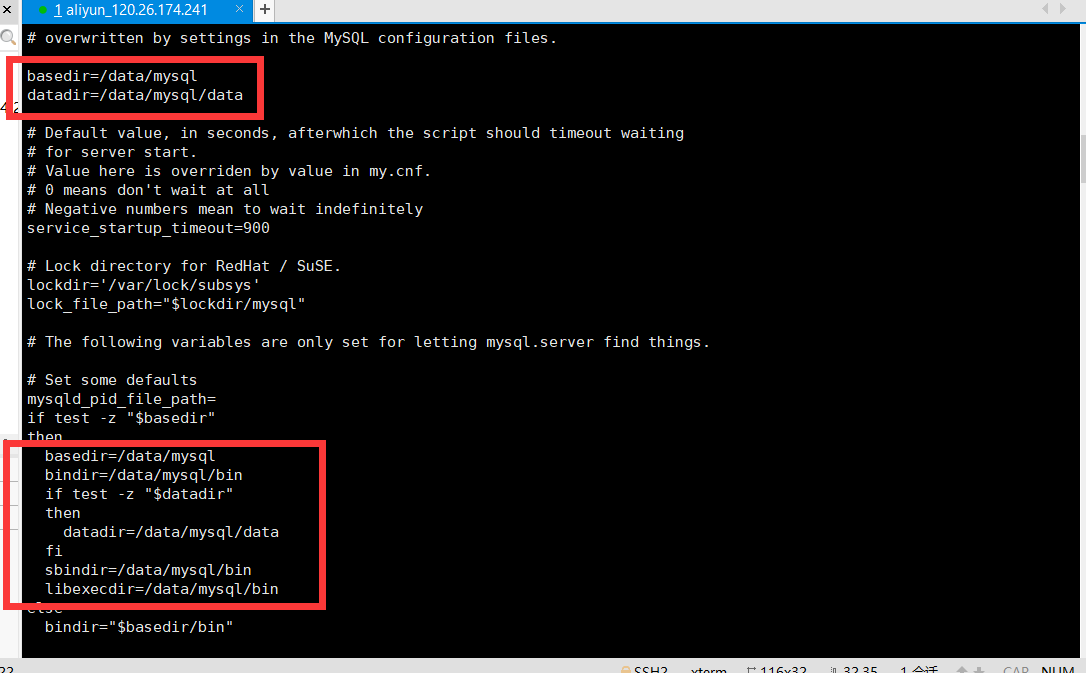 1 aliyun_120.26.174.241
# overwritten by settings in the MySQL configuration files.
basedir=/data/mysql
datadir=/data/mysql/data
# Default value, in seconds, afterwhich the script should timeout waiting
# for server start.
# Value here is overriden by value in my.cnf.
# 0 means don't wait at all
# Negative numbers mean to wait indefinitely
service_startup_timeout=900
# Lock directory for RedHat / SuSE.
lockdir='/var/lock/subsys'
lock_file_path="$lockdir/mysql"
# The following variables are only set for letting mysql.server find things.
# Set some defaults
mysqld_pid_file_path=
if test -z "$basedir"
then
basedir=/data/mysql
bindir=/data/mysql/bin
if test -z "$datadir"
then
datadir=/data/mysql/data
fi
sbindir=/data/mysql/bin
libexecdir=/data/mysql/bin
else
bindir="$basedir/bin"
SSH2 xterm 116x32 32,35 1 会话 CAP NUM